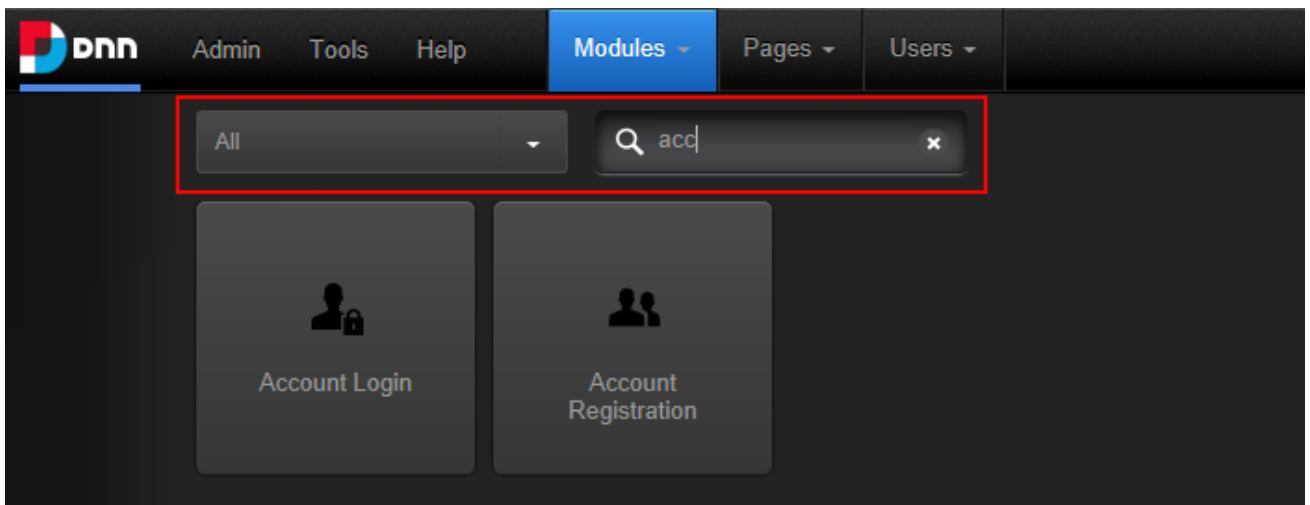 DNN Admin Tools Help Modules Pages Users
All acc
Account Login Account
Registration